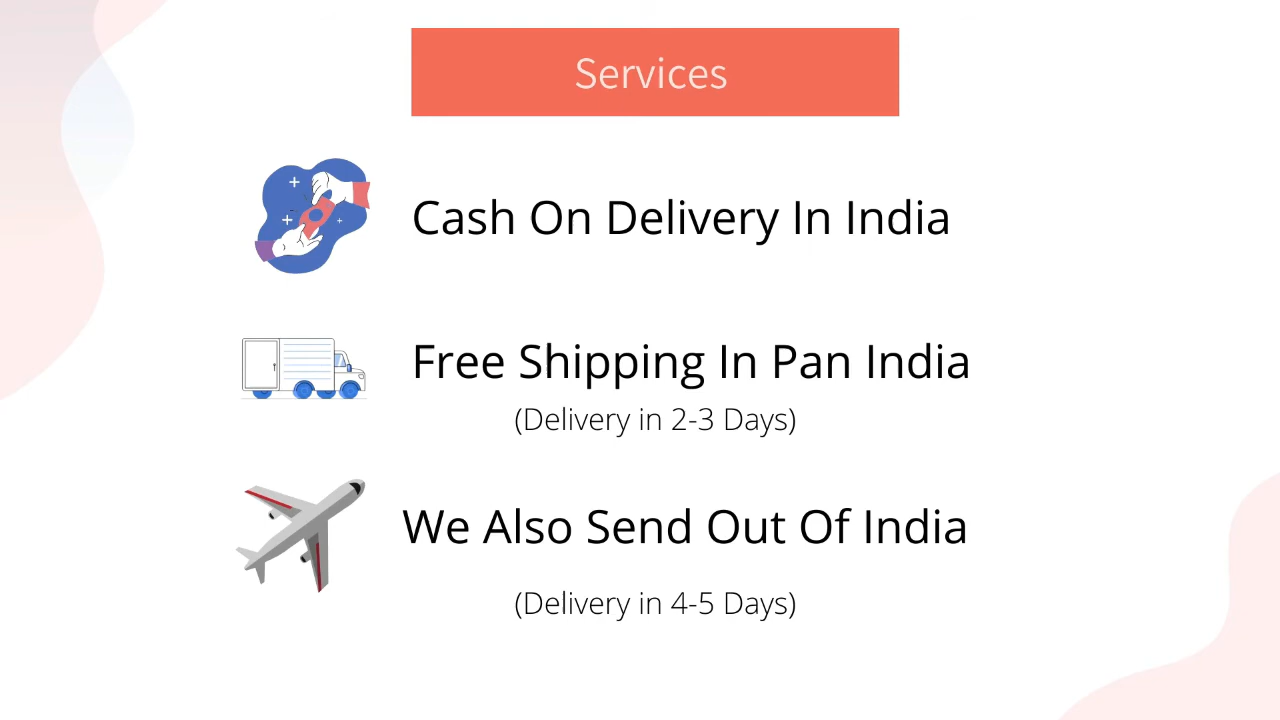 Services
Cash On Delivery In India
Free Shipping In Pan India
(Delivery in 2-3 Days)
We Also Send Out Of India
(Delivery in 4-5 Days)